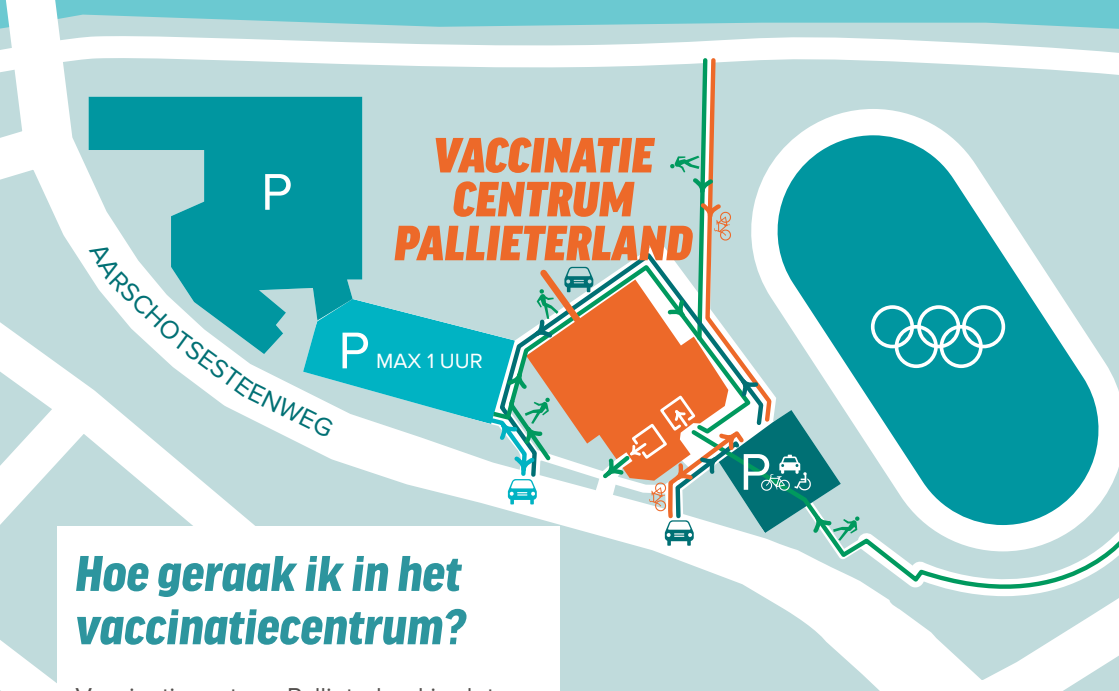 VACCINATIE
CENTRUM
PALLIETERLAND
P
P MAX 1 UUR
AARSCHOTSESTEENWEG
P
Hoe geraak ik in het
vaccinatiecentrum?